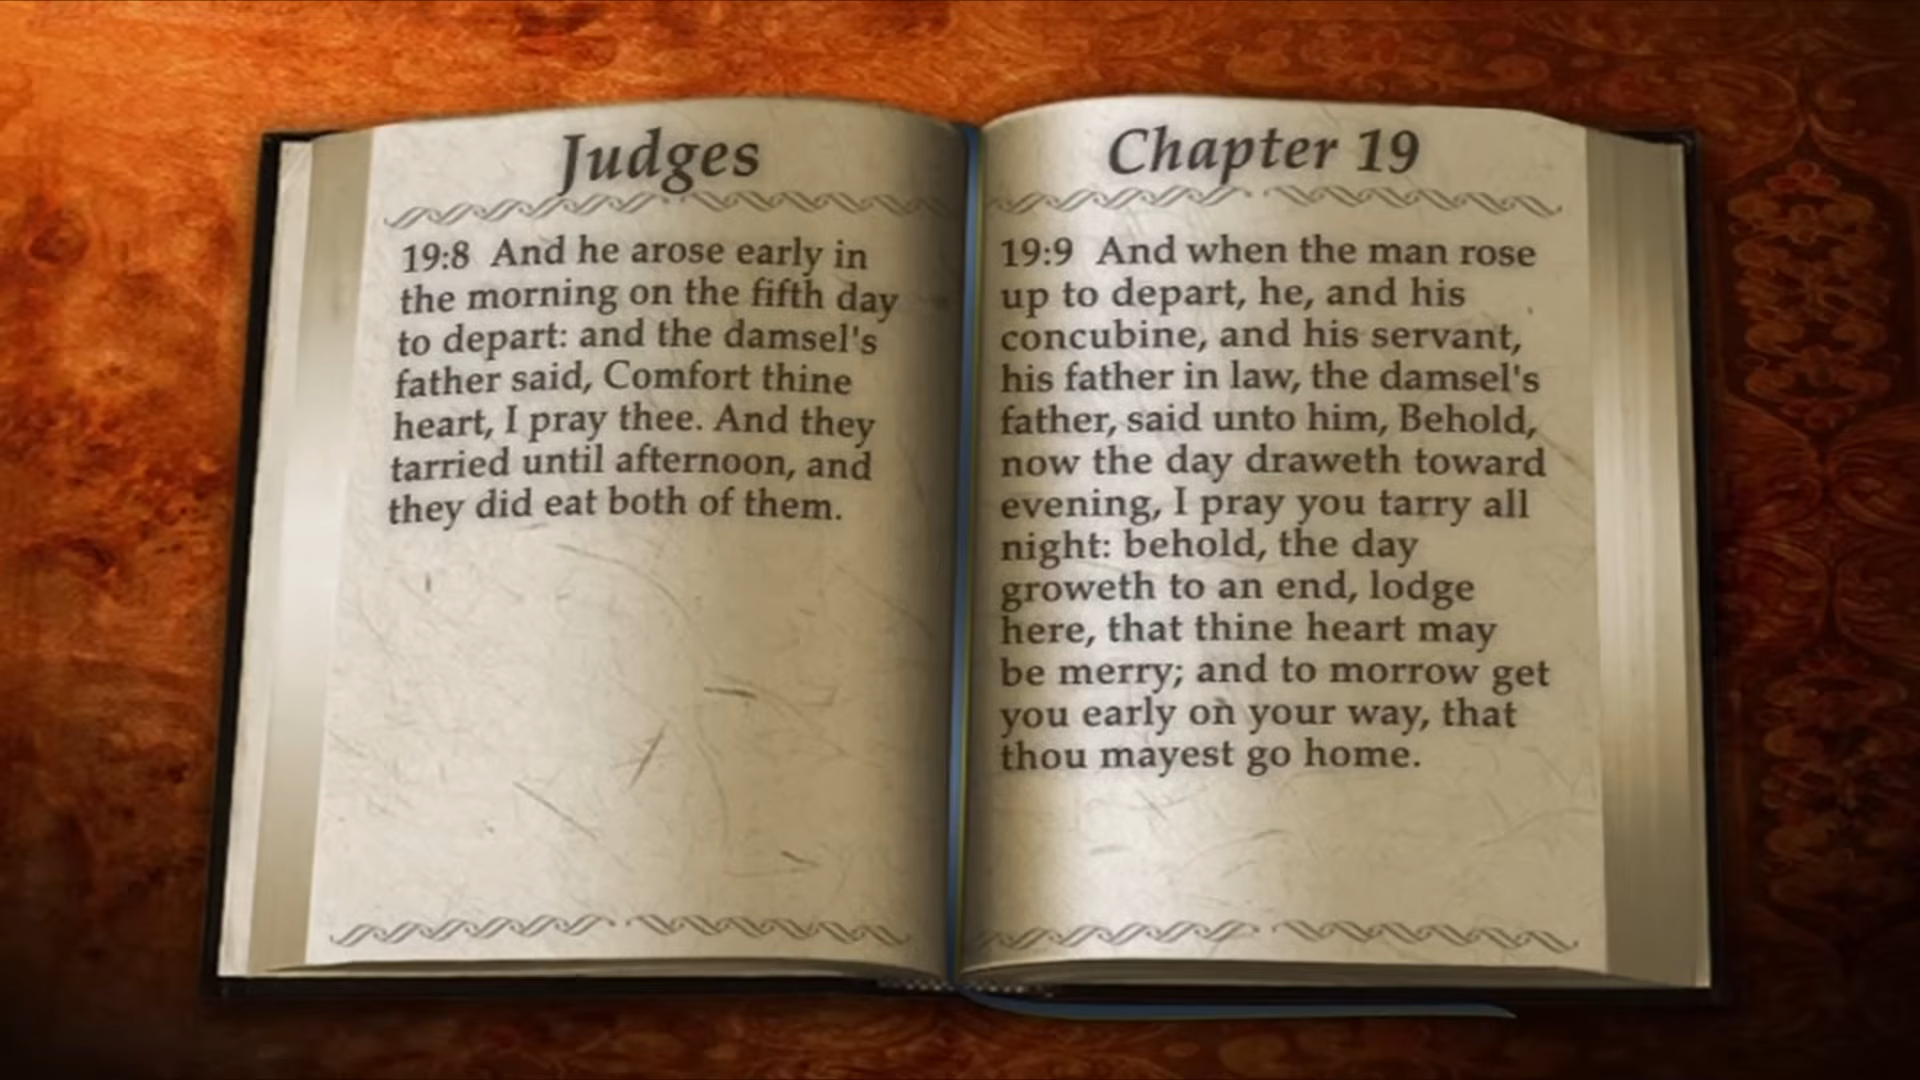 Judges
19:8 And he arose early in
the morning on the fifth day
to depart: and the damsel's
father said, Comfort thine
heart, I pray thee. And they
tarried until afternoon, and
they did eat both of them.
Chapter 19
19:9 And when the man rose
up to depart, he, and his
concubine, and his servant,
his father in law, the damsel's
father, said unto him, Behold,
now the day draweth toward
evening, I pray you tarry all
night: behold, the day
groweth to an end, lodge
here, that thine heart may
be merry; and to morrow get
you early on your way, that
thou mayest go home.